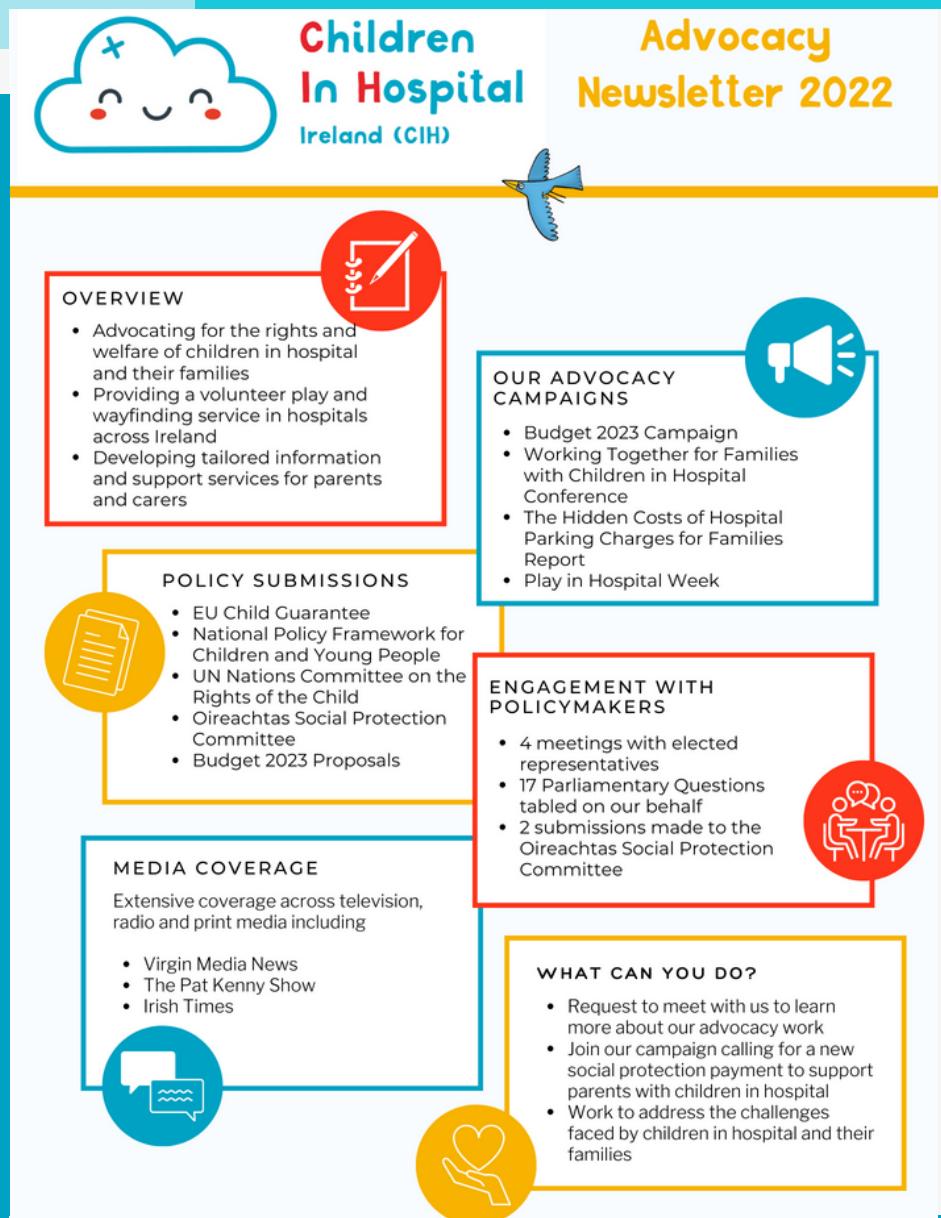 Children
In Hospital
Ireland (CIH)
Advocacy
Newsletter 2022
OVERVIEW
• Advocating for the rights and
welfare of children in hospital
and their families
• Providing a volunteer play and
wayfinding service in hospitals
across Ireland
• Developing tailored information
and support services for parents
and carers
OUR ADVOCACY
CAMPAIGNS
• Budget 2023 Campaign
• Working Together for Families
with Children in Hospital
Conference
• The Hidden Costs of Hospital
Parking Charges for Families
Report
• Play in Hospital Week
POLICY SUBMISSIONS
• EU Child Guarantee
• National Policy Framework for
Children and Young People
• UN Nations Committee on the
Rights of the Child
• Oireachtas Social Protection
Committee
• Budget 2023 Proposals
ENGAGEMENT WITH
POLICYMAKERS
• 4 meetings with elected
representatives
• 17 Parliamentary Questions
tabled on our behalf
• 2 submissions made to the
Oireachtas Social Protection
Committee
MEDIA COVERAGE
Extensive coverage across television,
radio and print media including
• Virgin Media News
• The Pat Kenny Show
• Irish Times
WHAT CAN YOU DO?
• Request to meet with us to learn
more about our advocacy work
• Join our campaign calling for a new
social protection payment to support
parents with children in hospital
• Work to address the challenges
faced by children in hospital and their
families